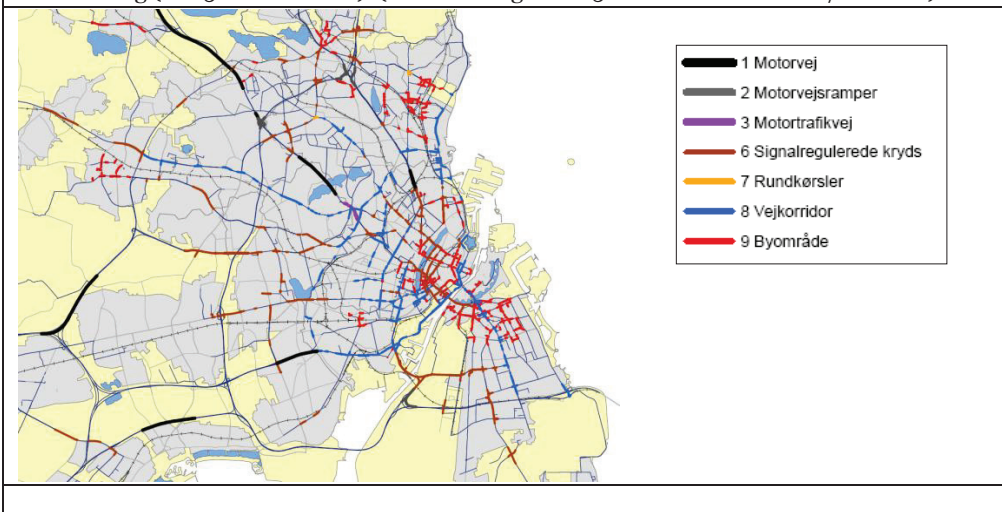 1 Motorvej
2 Motorvejsramper
3 Motortrafikvej
6 Signalregulerede kryds
7 Rundkørsler
8 Vejkorridor
9 Byområde